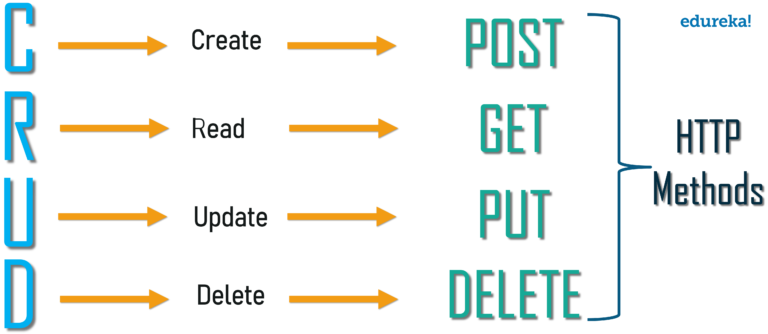 edureka!
C Create POST
R Read GET
U Update PUT
D Delete DELETE
HTTP
Methods